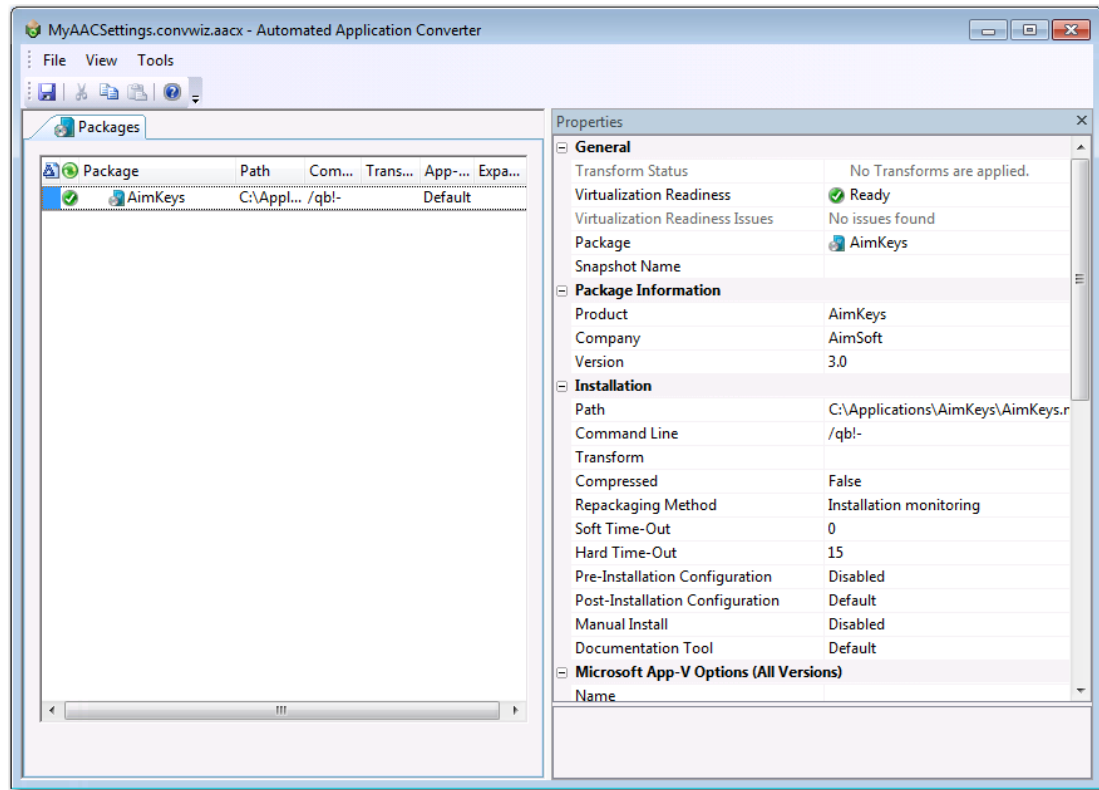 MyAACSettings.convwiz.aacx - Automated Application Converter
File View Tools
Packages
Package Path Com... Trans... App-... Expa...
AimKeys C:\Appl... /qb!- Default
Properties
General
Transform Status No Transforms are applied.
Virtualization Readiness Ready
Virtualization Readiness Issues No issues found
Package AimKeys
Snapshot Name
Package Information
Product AimKeys
Company AimSoft
Version 3.0
Installation
Path C:\Applications\AimKeys\AimKeys.r
Command Line /qb!-
Transform
Compressed False
Repackaging Method Installation monitoring
Soft Time-Out 0
Hard Time-Out 15
Pre-Installation Configuration Disabled
Post-Installation Configuration Default
Manual Install Disabled
Documentation Tool Default
Microsoft App-V Options (All Versions)
Name